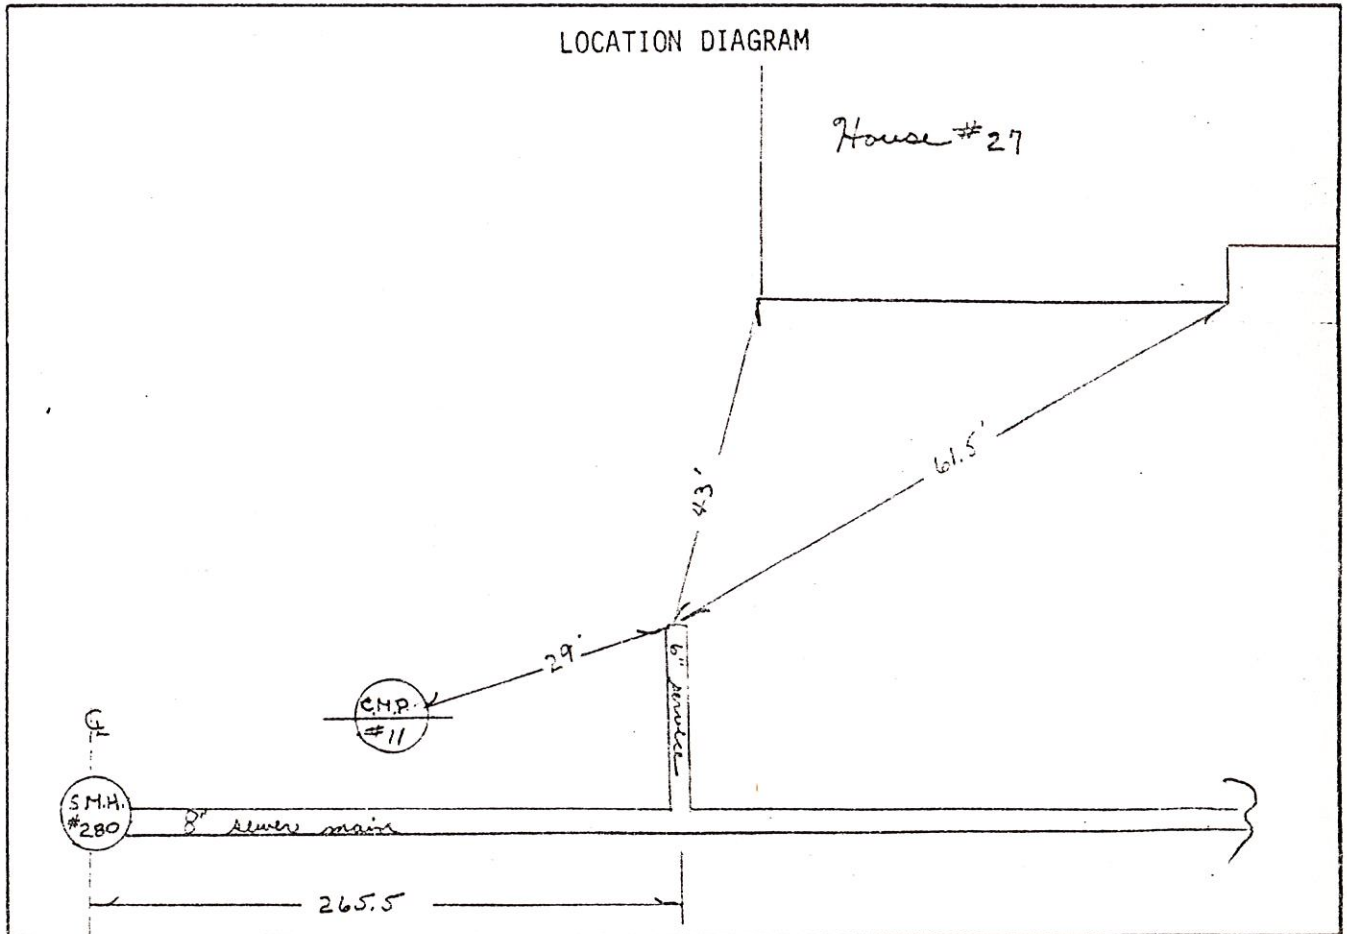 LOCATION DIAGRAM
House #27
61.5'
43'
29'
6" service
C.M.P.
#11
℄
S.M.H.
#280
8" sewer main
265.5